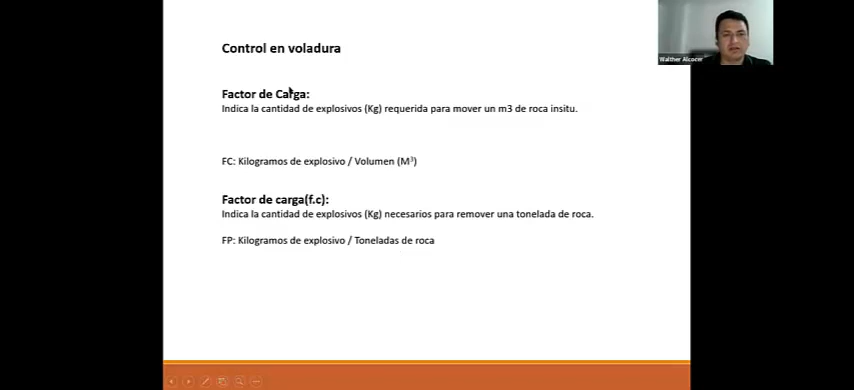 Control en voladura
Walther Alcocer
Factor de Carga:
Indica la cantidad de explosivos (Kg) requerida para mover un m3 de roca insitu.
FC: Kilogramos de explosivo / Volumen (M³)
Factor de carga(f.c):
Indica la cantidad de explosivos (Kg) necesarios para remover una tonelada de roca.
FP: Kilogramos de explosivo / Toneladas de roca